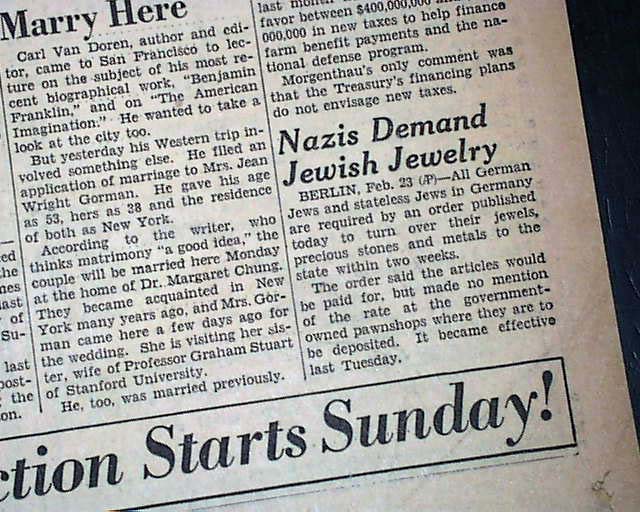 Marry Here
Carl Van Doren, author and edi-
tor, came to San Francisco to lec-
ture on the subject of his most re-
cent biographical work, "Benjamin
Franklin," and on "The American
Imagination." He wanted to take a
look at the city too.
But yesterday his Western trip in-
volved something else. He filed an
application of marriage to Mrs. Jean
Wright Gorman. He gave his age
as 53, hers as 38 and the residence
of both as New York.
According to the writer, who
thinks matrimony "a good idea," the
couple will be married here Monday
at the home of Dr. Margaret Chung.
They became acquainted in New
York many years ago, and Mrs. Gor-
man came here a few days ago for
the wedding. She is visiting her sis-
ter, wife of Professor Graham Stuart
of Stanford University.
He, too, was married previously.
last month
favor between $400,000,000
000,000 in new taxes to help finance
farm benefit payments and the na-
tional defense program.
Morgenthau's only comment was
that the Treasury's financing plans
do not envisage new taxes.
Nazis Demand
Jewish Jewelry
BERLIN, Feb. 23 (AP)—All German
Jews and stateless Jews in Germany
are required by an order published
today to turn over their jewels,
precious stones and metals to the
state within two weeks.
The order said the articles would
be paid for, but made no mention
of the rate at the government-
owned pawnshops where they are to
be deposited. It became effective
last Tuesday.
ction Starts Sunday!